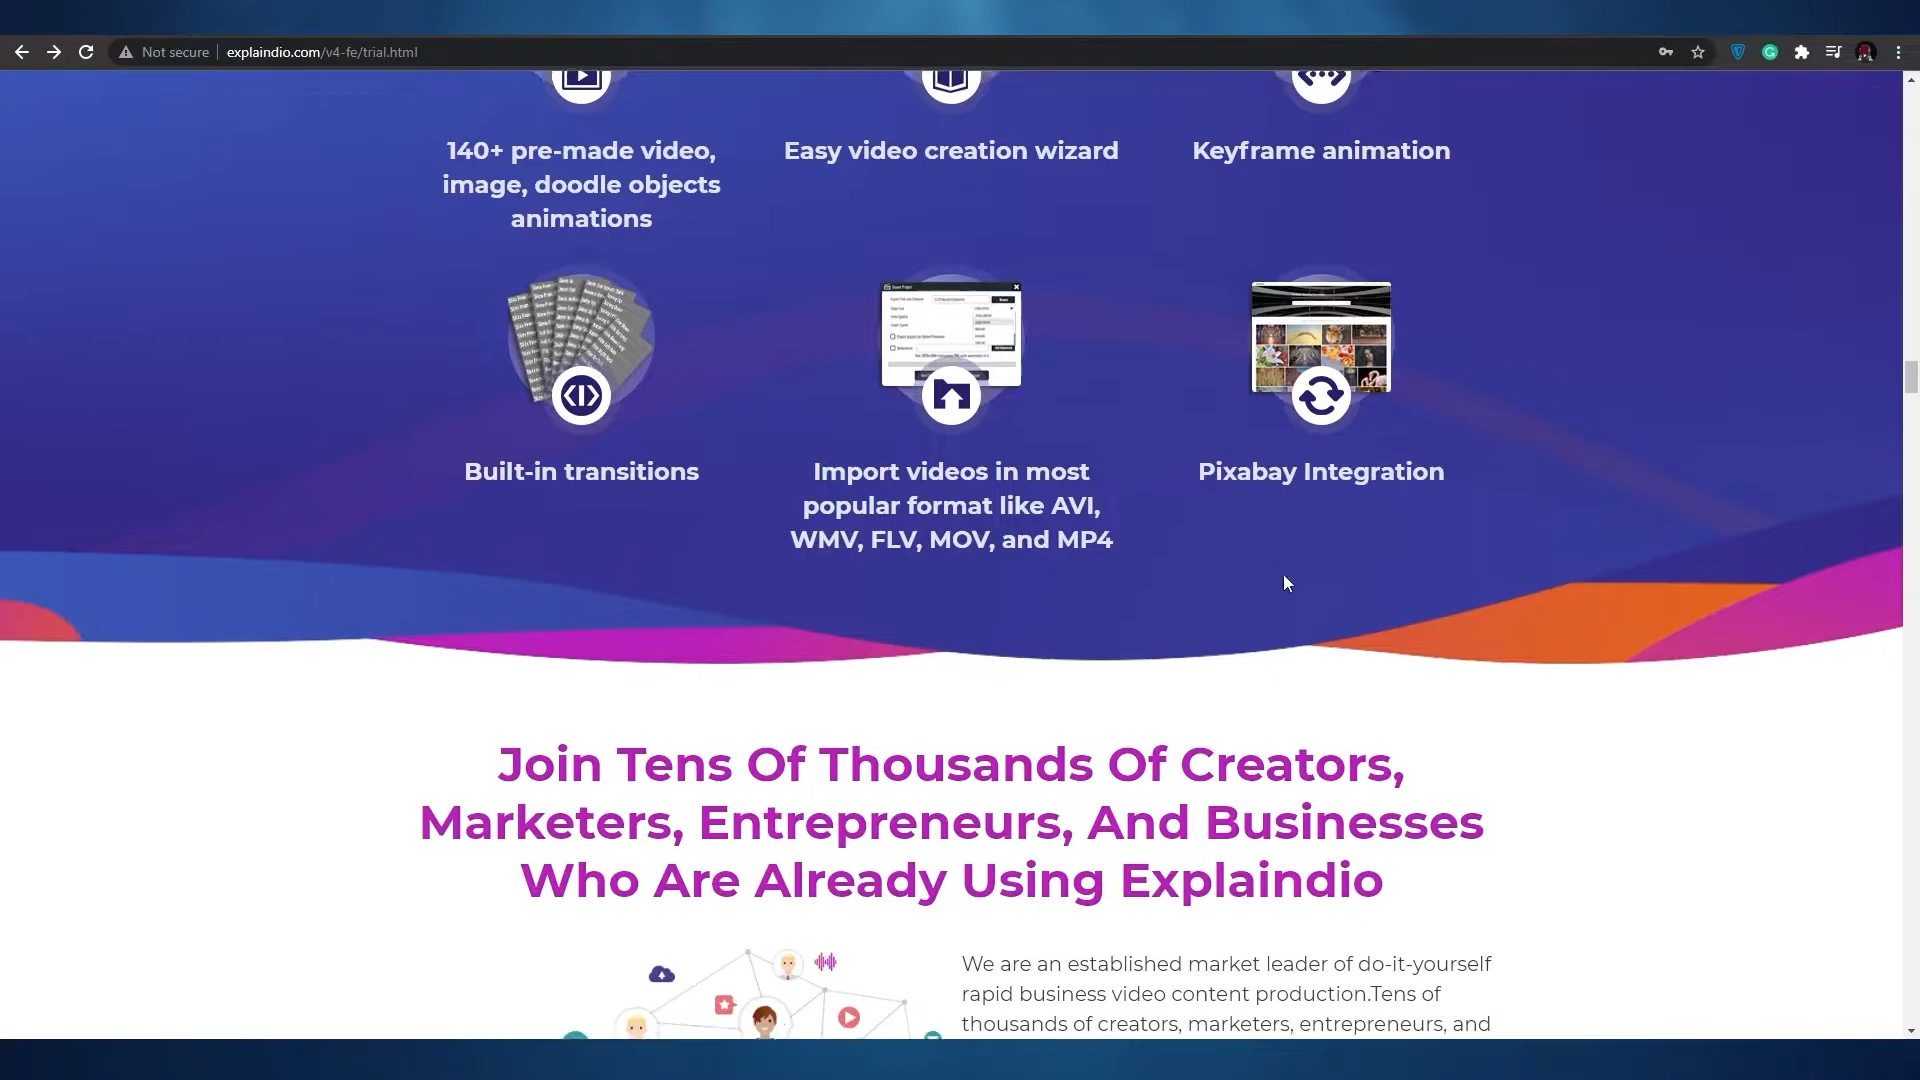 Not secure
explaindio.com/v4-fe/trial.html
140+ pre-made video,
image, doodle objects
animations
Easy video creation wizard
Keyframe animation
Built-in transitions
Import videos in most
popular format like AVI,
WMV, FLV, MOV, and MP4
Pixabay Integration
Join Tens Of Thousands Of Creators,
Marketers, Entrepreneurs, And Businesses
Who Are Already Using Explaindio
We are an established market leader of do-it-yourself
rapid business video content production.Tens of
thousands of creators, marketers, entrepreneurs, and